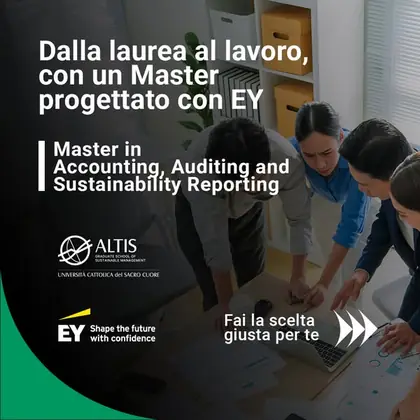 Dalla laurea al lavoro,
con un Master
progettato con EY
Master in
Accounting, Auditing and
Sustainability Reporting
ALTIS
GRADUATE SCHOOL OF
SUSTAINABLE MANAGEMENT
UNIVERSITÀ CATTOLICA del SACRO CUORE
EY
Shape the future
with confidence
Fai la scelta
giusta per te